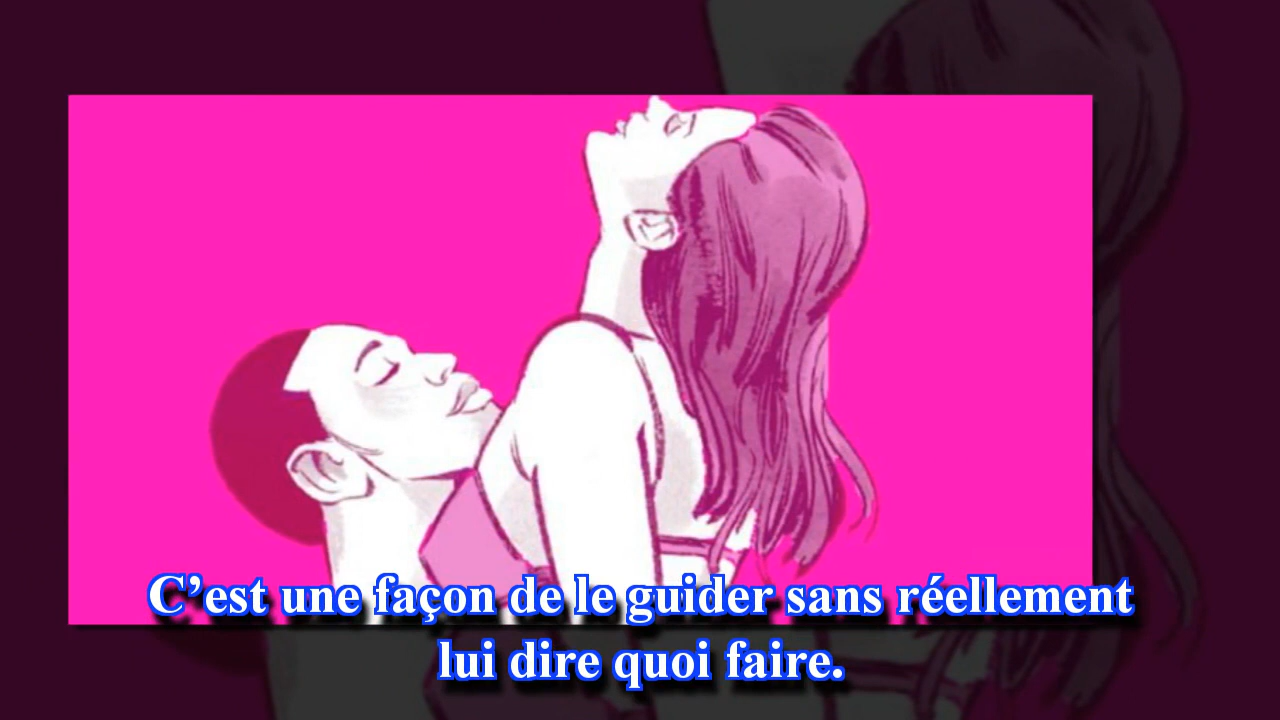 C’est une façon de le guider sans réellement
lui dire quoi faire.